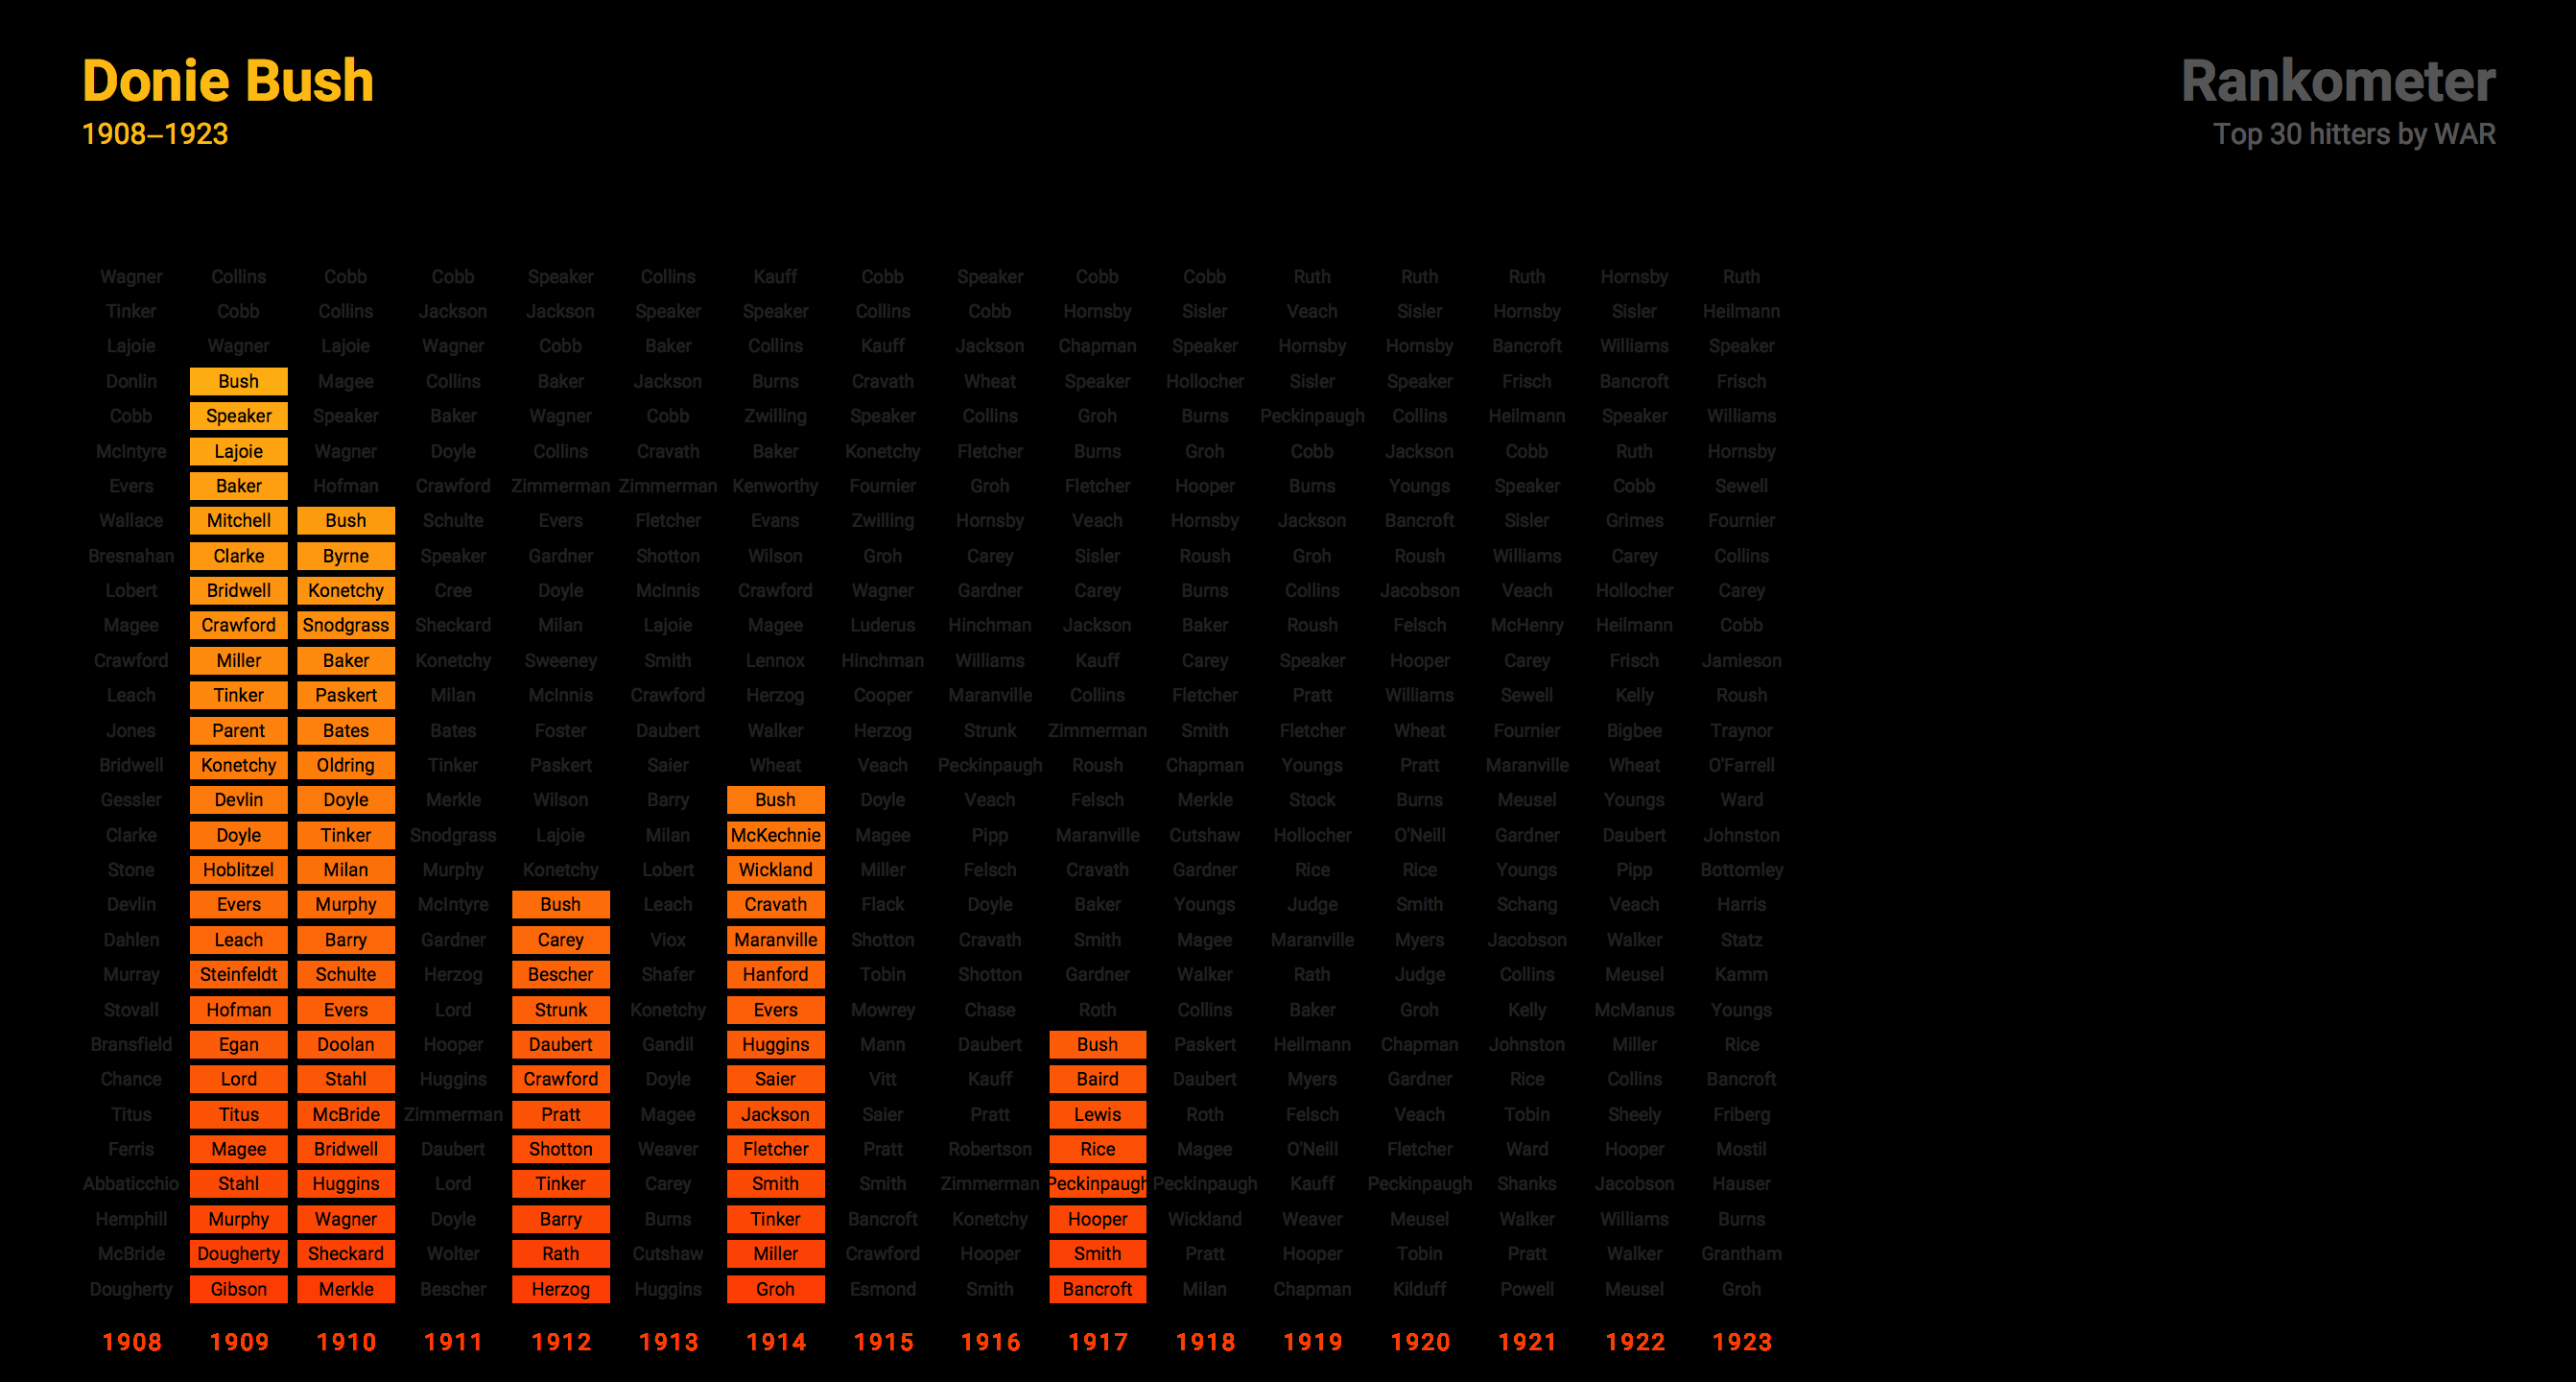 Donie Bush
1908–1923
Rankometer
Top 30 hitters by WAR
Wagner Collins Cobb Cobb Speaker Collins Kauff Cobb Speaker Cobb Cobb Ruth Ruth Ruth Hornsby Ruth
Tinker Cobb Collins Jackson Jackson Speaker Speaker Collins Cobb Hornsby Sisler Veach Sisler Hornsby Sisler Heilmann
Lajoie Wagner Lajoie Wagner Cobb Baker Collins Kauff Jackson Chapman Speaker Hornsby Hornsby Bancroft Williams Speaker
Donlin Bush Magee Collins Baker Jackson Burns Cravath Wheat Speaker Hollocher Sisler Speaker Frisch Bancroft Frisch
Cobb Speaker Speaker Baker Wagner Cobb Zwilling Speaker Collins Groh Burns Peckinpaugh Collins Heilmann Speaker Williams
McIntyre Lajoie Wagner Doyle Collins Cravath Baker Konetchy Fletcher Burns Groh Cobb Jackson Cobb Ruth Hornsby
Evers Baker Hofman Crawford Zimmerman Zimmerman Kenworthy Fournier Groh Fletcher Hooper Burns Youngs Speaker Cobb Sewell
Wallace Mitchell Bush Schulte Evers Fletcher Evans Zwilling Hornsby Veach Hornsby Jackson Bancroft Sisler Grimes Fournier
Bresnahan Clarke Byrne Speaker Gardner Shotton Wilson Groh Carey Sisler Roush Groh Roush Williams Carey Collins
Lobert Bridwell Konetchy Cree Doyle McInnis Crawford Wagner Gardner Carey Burns Collins Jacobson Veach Hollocher Carey
Magee Crawford Snodgrass Sheckard Milan Lajoie Magee Luderus Hinchman Jackson Baker Roush Felsch McHenry Heilmann Cobb
Crawford Miller Baker Konetchy Sweeney Smith Lennox Hinchman Williams Kauff Carey Speaker Hooper Carey Frisch Jamieson
Leach Tinker Paskert Milan McInnis Crawford Herzog Cooper Maranville Collins Fletcher Pratt Williams Sewell Kelly Roush
Jones Parent Bates Bates Foster Daubert Walker Herzog Strunk Zimmerman Smith Fletcher Wheat Fournier Bigbee Traynor
Bridwell Konetchy Oldring Tinker Paskert Saier Wheat Veach Peckinpaugh Roush Chapman Youngs Pratt Maranville Wheat O'Farrell
Gessler Devlin Doyle Merkle Wilson Barry Bush Doyle Veach Felsch Merkle Stock Burns Meusel Youngs Ward
Clarke Doyle Tinker Snodgrass Lajoie Milan McKechnie Magee Pipp Maranville Cutshaw Hollocher O'Neill Gardner Daubert Johnston
Stone Hoblitzel Milan Murphy Konetchy Lobert Wickland Miller Felsch Cravath Gardner Rice Rice Youngs Pipp Bottomley
Devlin Evers Murphy McIntyre Bush Leach Cravath Flack Doyle Baker Youngs Judge Smith Schang Veach Harris
Dahlen Leach Barry Gardner Carey Viox Maranville Shotton Cravath Smith Magee Maranville Myers Jacobson Walker Statz
Murray Steinfeldt Schulte Herzog Bescher Shafer Hanford Tobin Shotton Gardner Walker Rath Judge Collins Meusel Kamm
Stovall Hofman Evers Lord Strunk Konetchy Evers Mowrey Chase Roth Collins Baker Groh Kelly McManus Youngs
Bransfield Egan Doolan Hooper Daubert Gandil Huggins Mann Daubert Bush Paskert Heilmann Chapman Johnston Miller Rice
Chance Lord Stahl Huggins Crawford Doyle Saier Vitt Kauff Baird Daubert Myers Gardner Rice Collins Bancroft
Titus Titus McBride Zimmerman Pratt Magee Jackson Saier Pratt Lewis Roth Felsch Veach Tobin Sheely Friberg
Ferris Magee Bridwell Daubert Shotton Weaver Fletcher Pratt Robertson Rice Magee O'Neill Fletcher Ward Hooper Mostil
Abbaticchio Stahl Huggins Lord Tinker Carey Smith Smith Zimmerman Peckinpaugh Peckinpaugh Kauff Peckinpaugh Shanks Jacobson Hauser
Hemphill Murphy Wagner Doyle Barry Burns Tinker Bancroft Konetchy Hooper Wickland Weaver Meusel Walker Williams Burns
McBride Dougherty Sheckard Wolter Rath Cutshaw Miller Crawford Hooper Smith Pratt Hooper Tobin Pratt Walker Grantham
Dougherty Gibson Merkle Bescher Herzog Huggins Groh Esmond Smith Bancroft Milan Chapman Kilduff Powell Meusel Groh
1908 1909 1910 1911 1912 1913 1914 1915 1916 1917 1918 1919 1920 1921 1922 1923